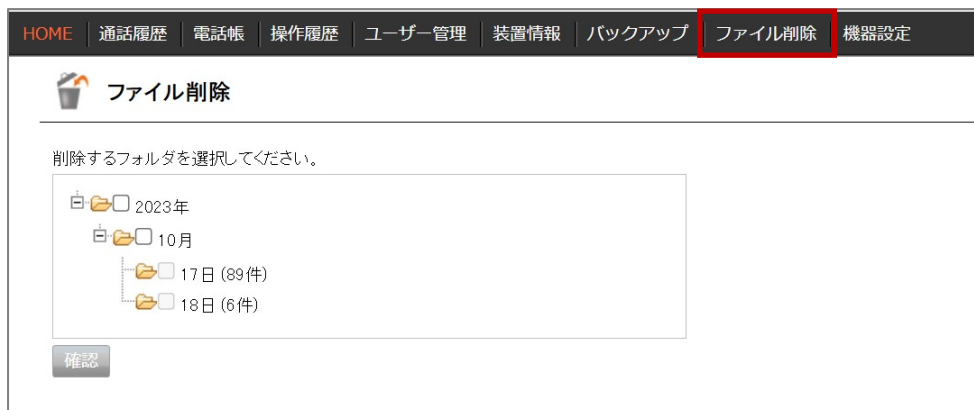 HOME 通話履歴 電話帳 操作履歴 ユーザー管理 装置情報 バックアップ ファイル削除 機器設定
ファイル削除
削除するフォルダを選択してください。
2023年
10月
17日 (89件)
18日 (6件)
確認